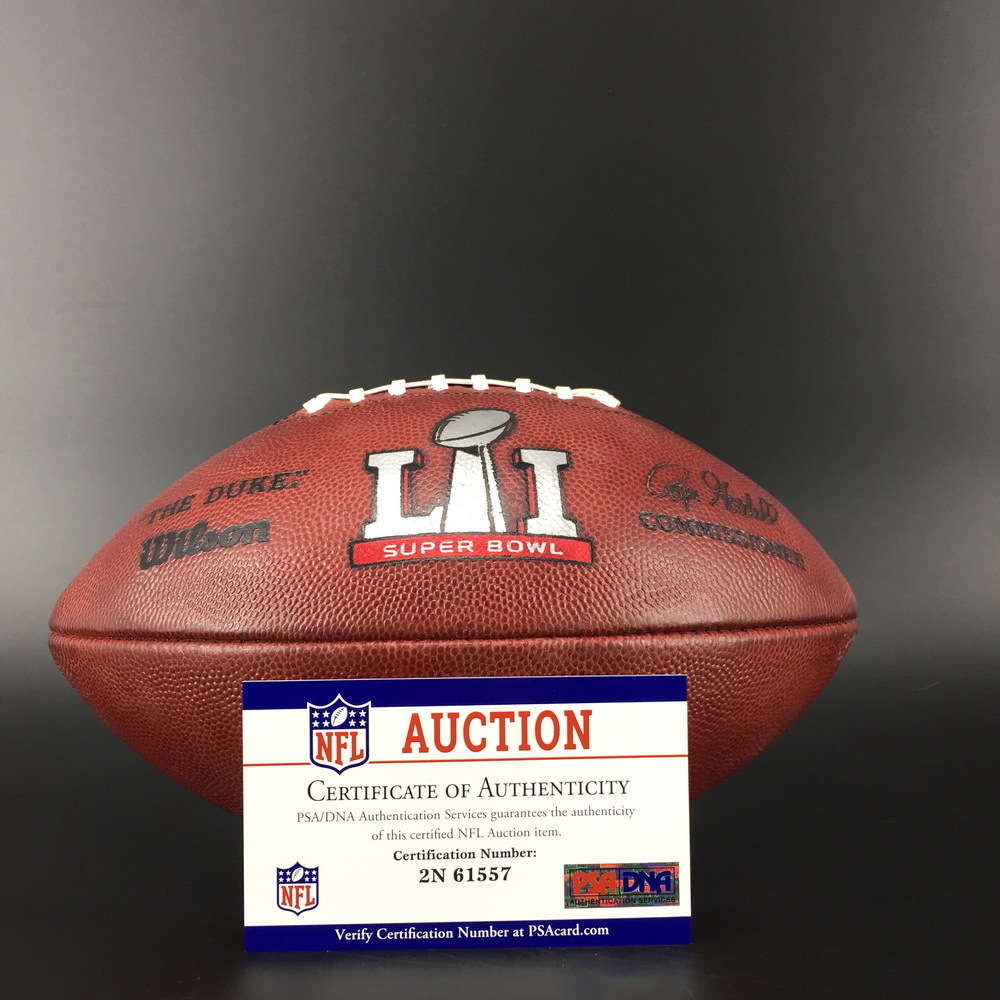 "THE DUKE."
Wilson
LI
SUPER BOWL
COMMISSIONER
NFL
AUCTION
CERTIFICATE OF AUTHENTICITY
PSA/DNA Authentication Services guarantees the authenticity
of this certified NFL Auction item.
Certification Number:
2N 61557
NFL
PSA DNA
AUTHENTICATION SERVICES
Verify Certification Number at PSAcard.com